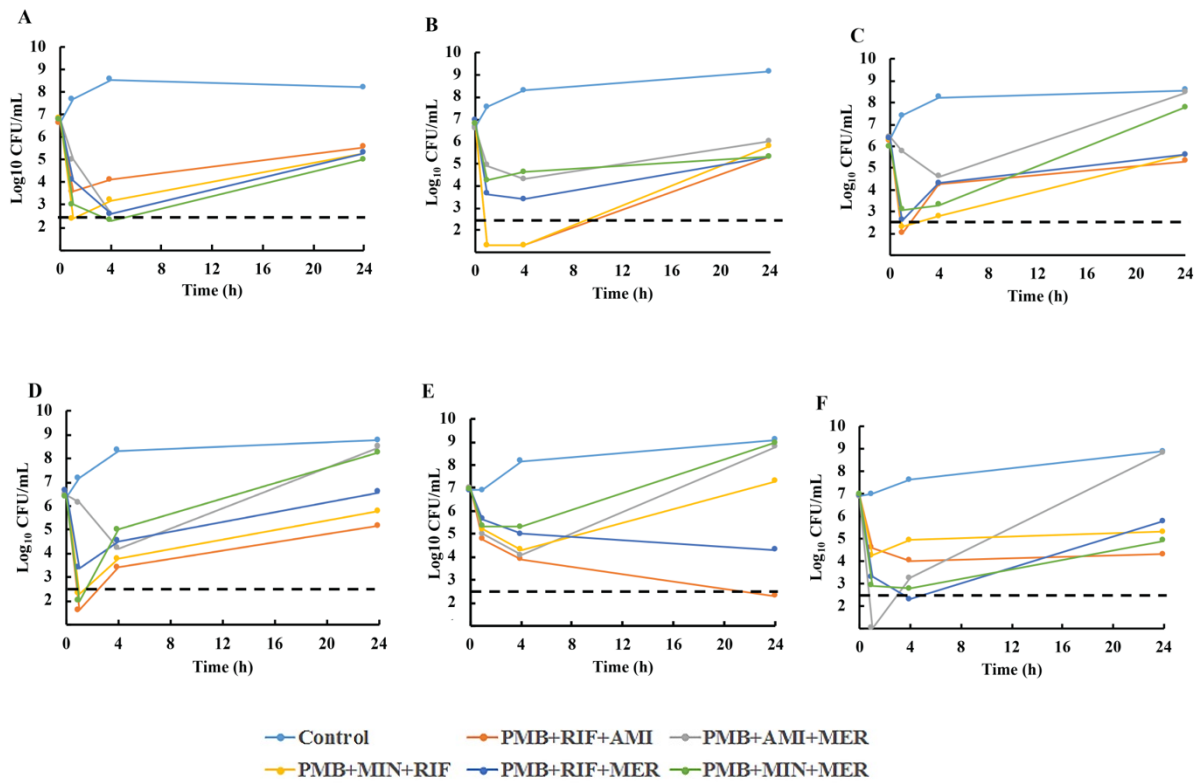 A
10
9
8
7
6
5
4
3
2
Log10 CFU/mL
0 4 8 12 16 20 24
Time (h)
B
10
9
8
7
6
5
4
3
2
Log10 CFU/mL
0 4 8 12 16 20 24
Time (h)
C
10
9
8
7
6
5
4
3
2
Log₁₀ CFU/mL
0 4 8 12 16 20 24
Time (h)
D
10
9
8
7
6
5
4
3
2
Log₁₀ CFU/mL
0 4 8 12 16 20 24
Time (h)
E
10
9
8
7
6
5
4
3
2
Log10 CFU/mL
0 4 8 12 16 20 24
Time (h)
F
10
9
8
7
6
5
4
3
2
Log₁₀ CFU/mL
0 4 8 12 16 20 24
Time (h)
Control PMB+RIF+AMI PMB+AMI+MER
PMB+MIN+RIF PMB+RIF+MER PMB+MIN+MER